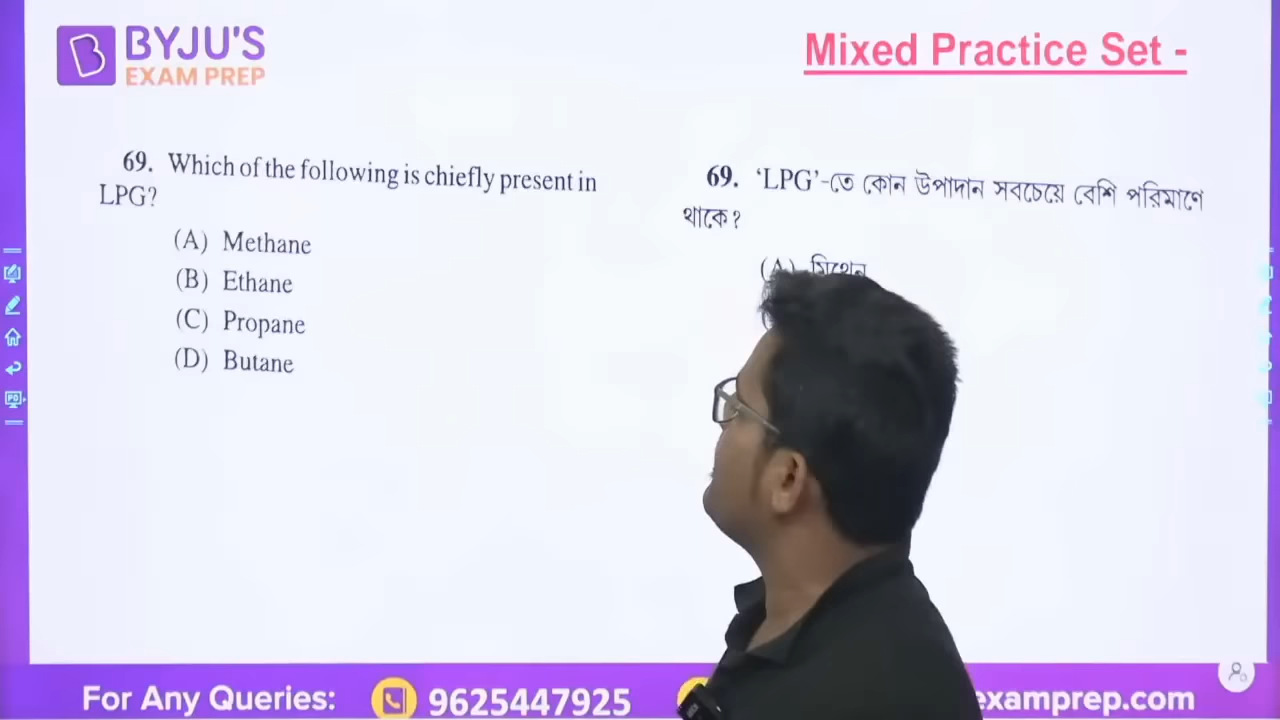 BYJU'S
EXAM PREP
Mixed Practice Set -
69. Which of the following is chiefly present in
LPG?
(A) Methane
(B) Ethane
(C) Propane
(D) Butane
69. ‘LPG’-তে কোন উপাদান সবচেয়ে বেশি পরিমাণে
থাকে?
(A) মিথেন
For Any Queries:
9625447925
examprep.com